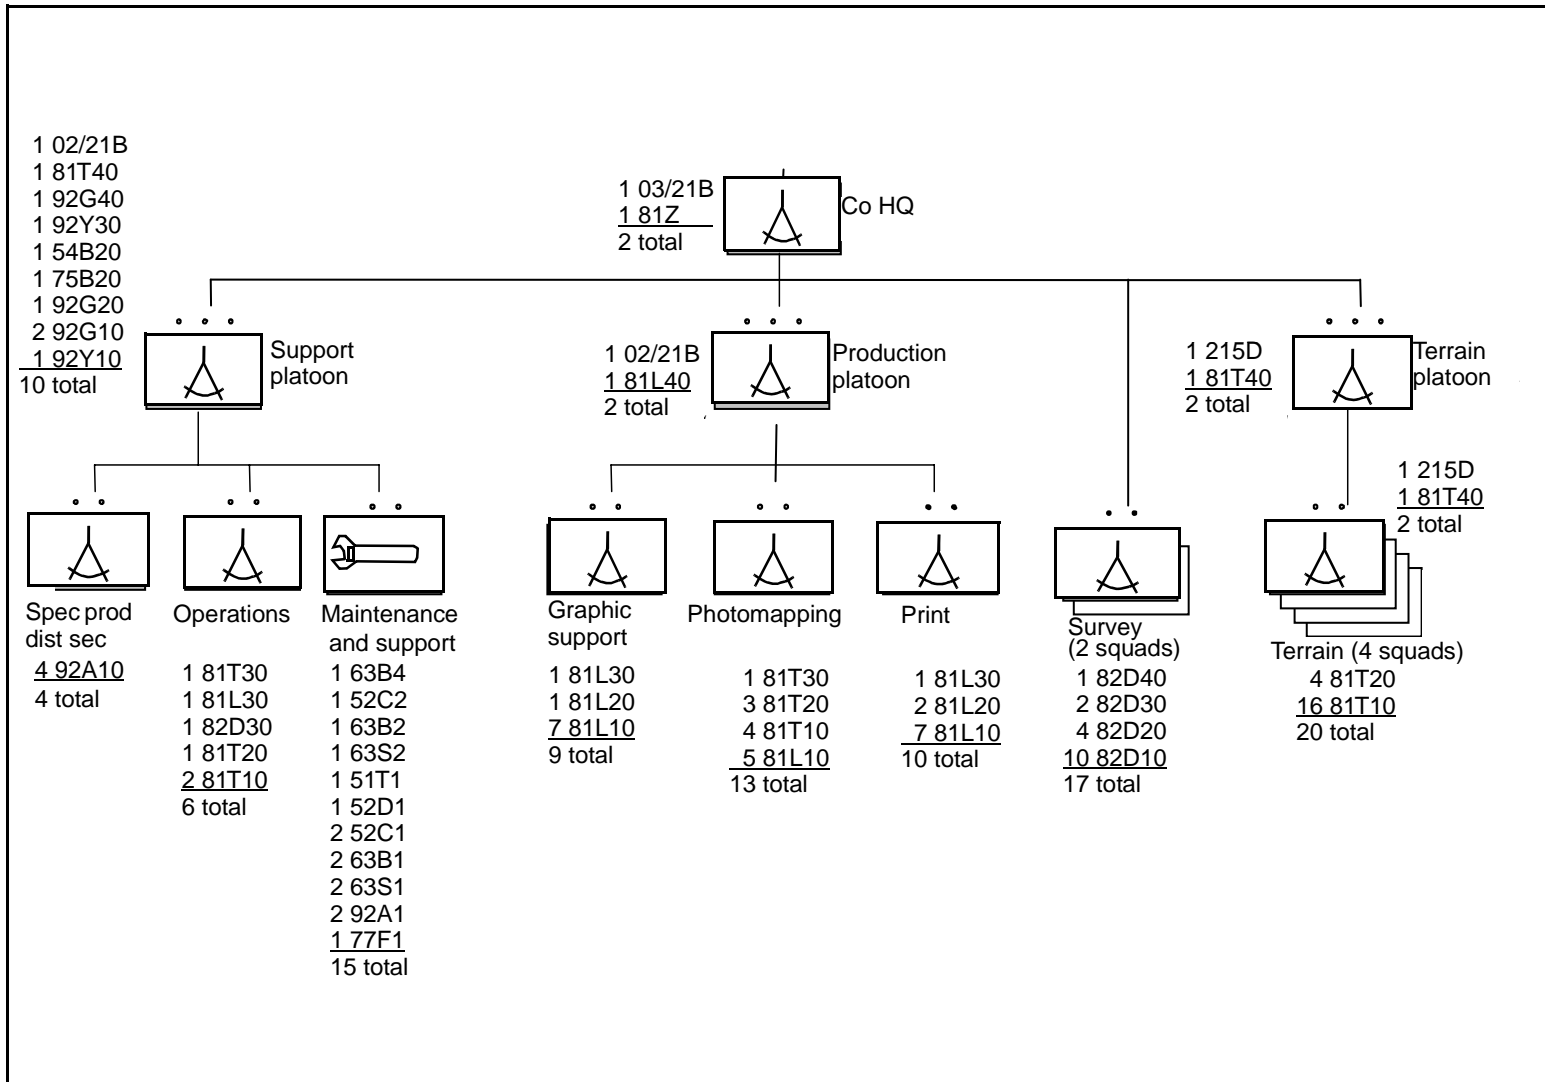 1 02/21B
1 81T40
1 92G40
1 92Y30
1 54B20
1 75B20
1 92G20
2 92G10
1 92Y10
10 total
Support
platoon
1 03/21B
1 81Z
2 total
Co HQ
1 02/21B
1 81L40
2 total
Production
platoon
1 215D
1 81T40
2 total
Terrain
platoon
1 215D
1 81T40
2 total
Spec prod
dist sec
4 92A10
4 total
Operations
1 81T30
1 81L30
1 82D30
1 81T20
2 81T10
6 total
Maintenance
and support
1 63B4
1 52C2
1 63B2
1 63S2
1 51T1
1 52D1
2 52C1
2 63B1
2 63S1
2 92A1
1 77F1
15 total
Graphic
support
1 81L30
1 81L20
7 81L10
9 total
Photomapping
1 81T30
3 81T20
4 81T10
5 81L10
13 total
Print
1 81L30
2 81L20
7 81L10
10 total
Survey
(2 squads)
1 82D40
2 82D30
4 82D20
10 82D10
17 total
Terrain (4 squads)
4 81T20
16 81T10
20 total